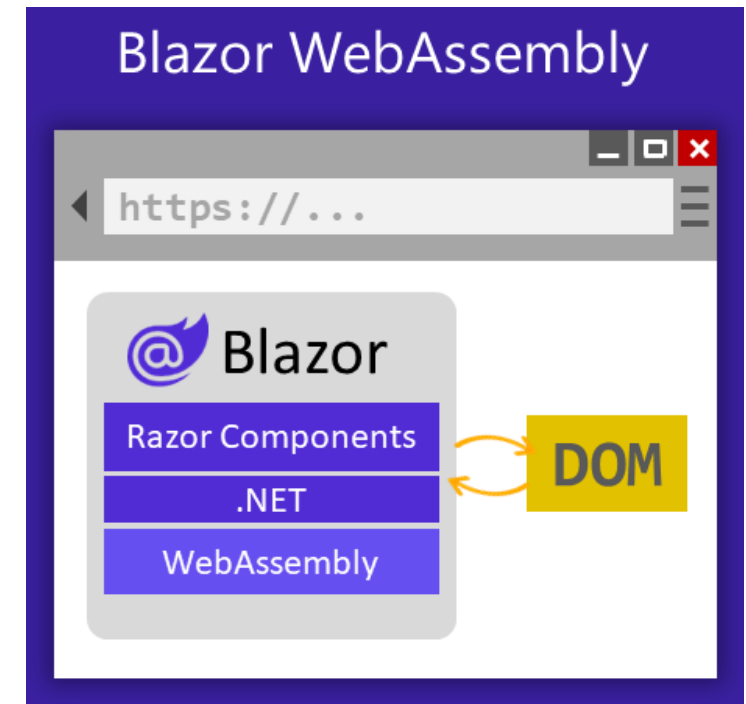 Blazor WebAssembly
https://...
@ Blazor
Razor Components
.NET
WebAssembly
DOM